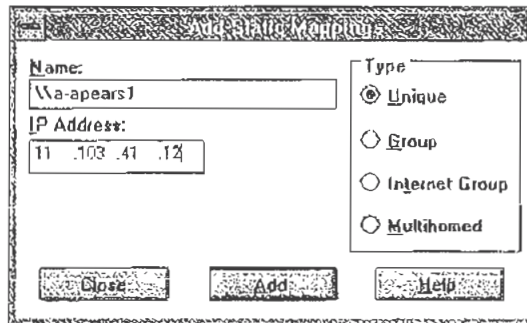 Add Static Mappings
Name:
\\a-apears1
IP Address:
11 .103 .41 .12
Type
Unique
Group
Internet Group
Multihomed
Close
Add
Help